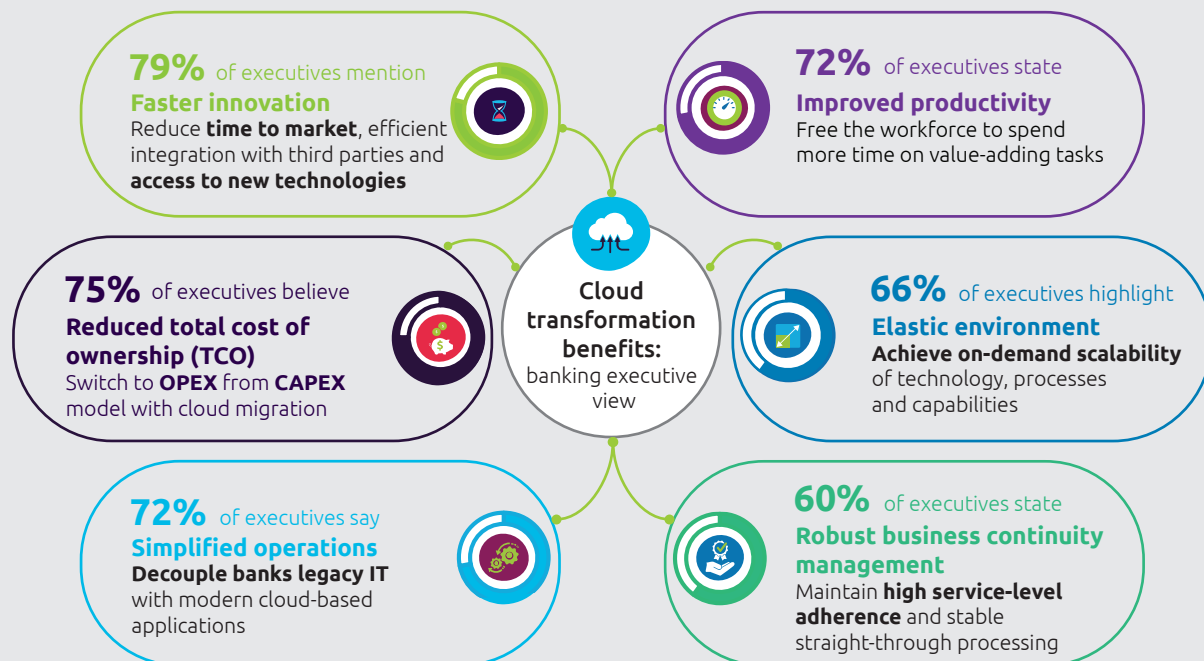 79% of executives mention
Faster innovation
Reduce time to market, efficient
integration with third parties and
access to new technologies
72% of executives state
Improved productivity
Free the workforce to spend
more time on value-adding tasks
75% of executives believe
Reduced total cost of
ownership (TCO)
Switch to OPEX from CAPEX
model with cloud migration
Cloud
transformation
benefits:
banking executive
view
66% of executives highlight
Elastic environment
Achieve on-demand scalability
of technology, processes
and capabilities
72% of executives say
Simplified operations
Decouple banks legacy IT
with modern cloud-based
applications
60% of executives state
Robust business continuity
management
Maintain high service-level
adherence and stable
straight-through processing